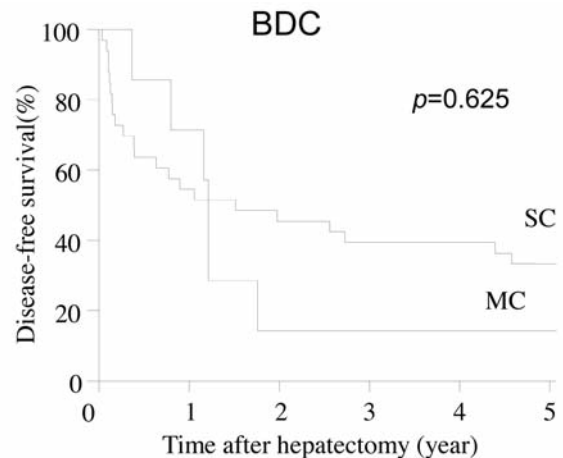 BDC
p=0.625
Disease-free survival(%)
100
80
60
40
20
0
SC
MC
0 1 2 3 4 5
Time after hepatectomy (year)